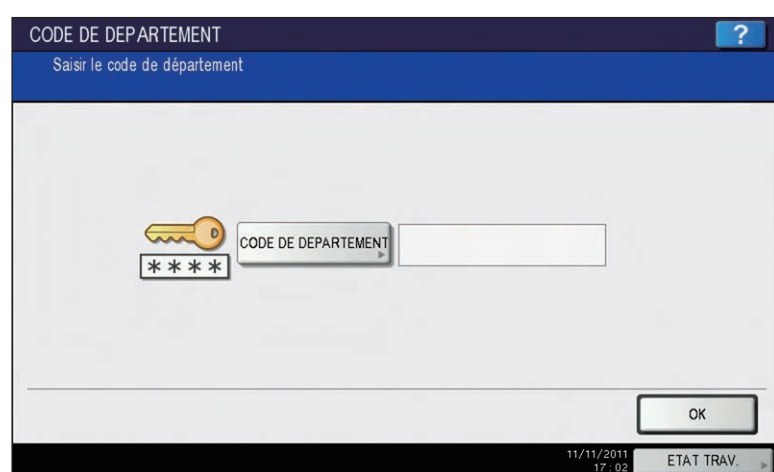 CODE DE DEPARTEMENT
?
Saisir le code de département
CODE DE DEPARTEMENT
****
OK
11/11/2011
17 : 02
ETAT TRAV.